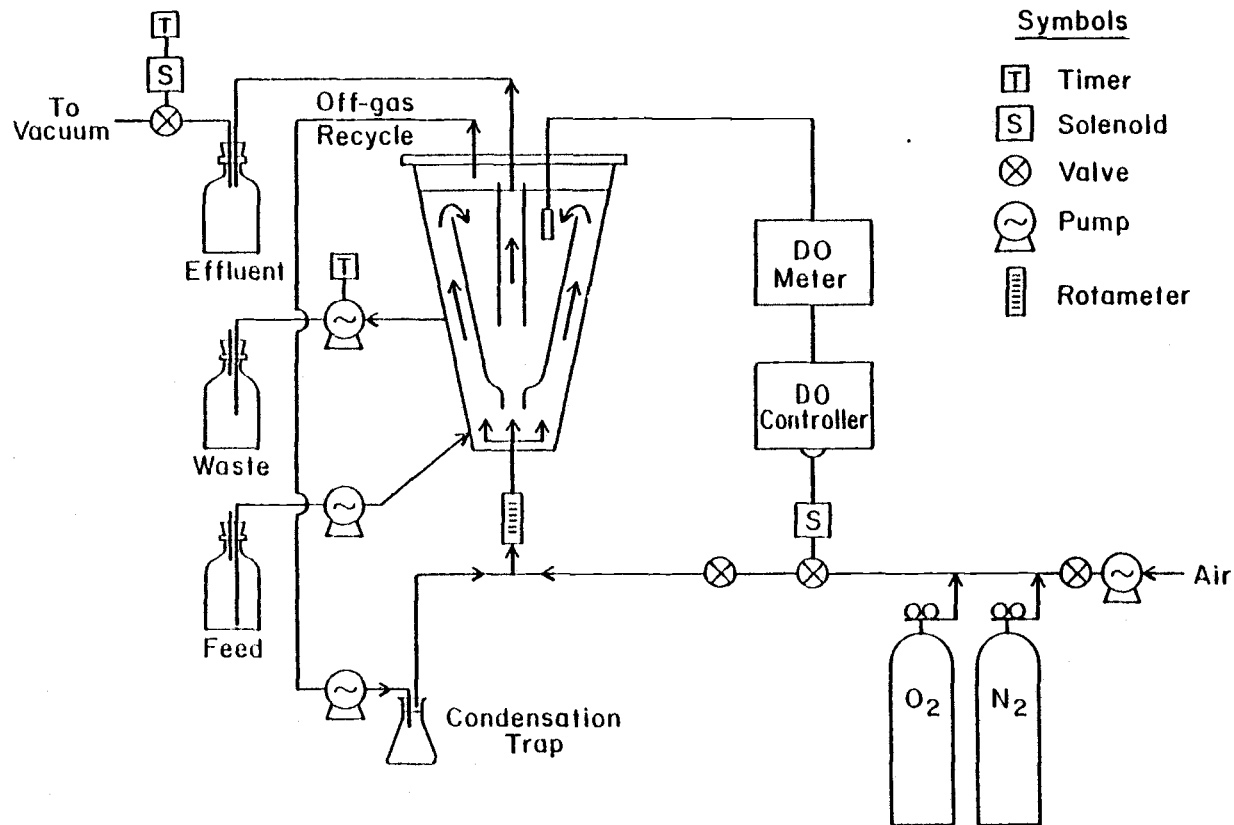 T
S
To
Vacuum
Off-gas
Recycle
Effluent
T
Waste
Feed
Condensation
Trap
DO
Meter
DO
Controller
S
Air
O2
N2
Symbols
T Timer
S Solenold
Valve
Pump
Rotameter